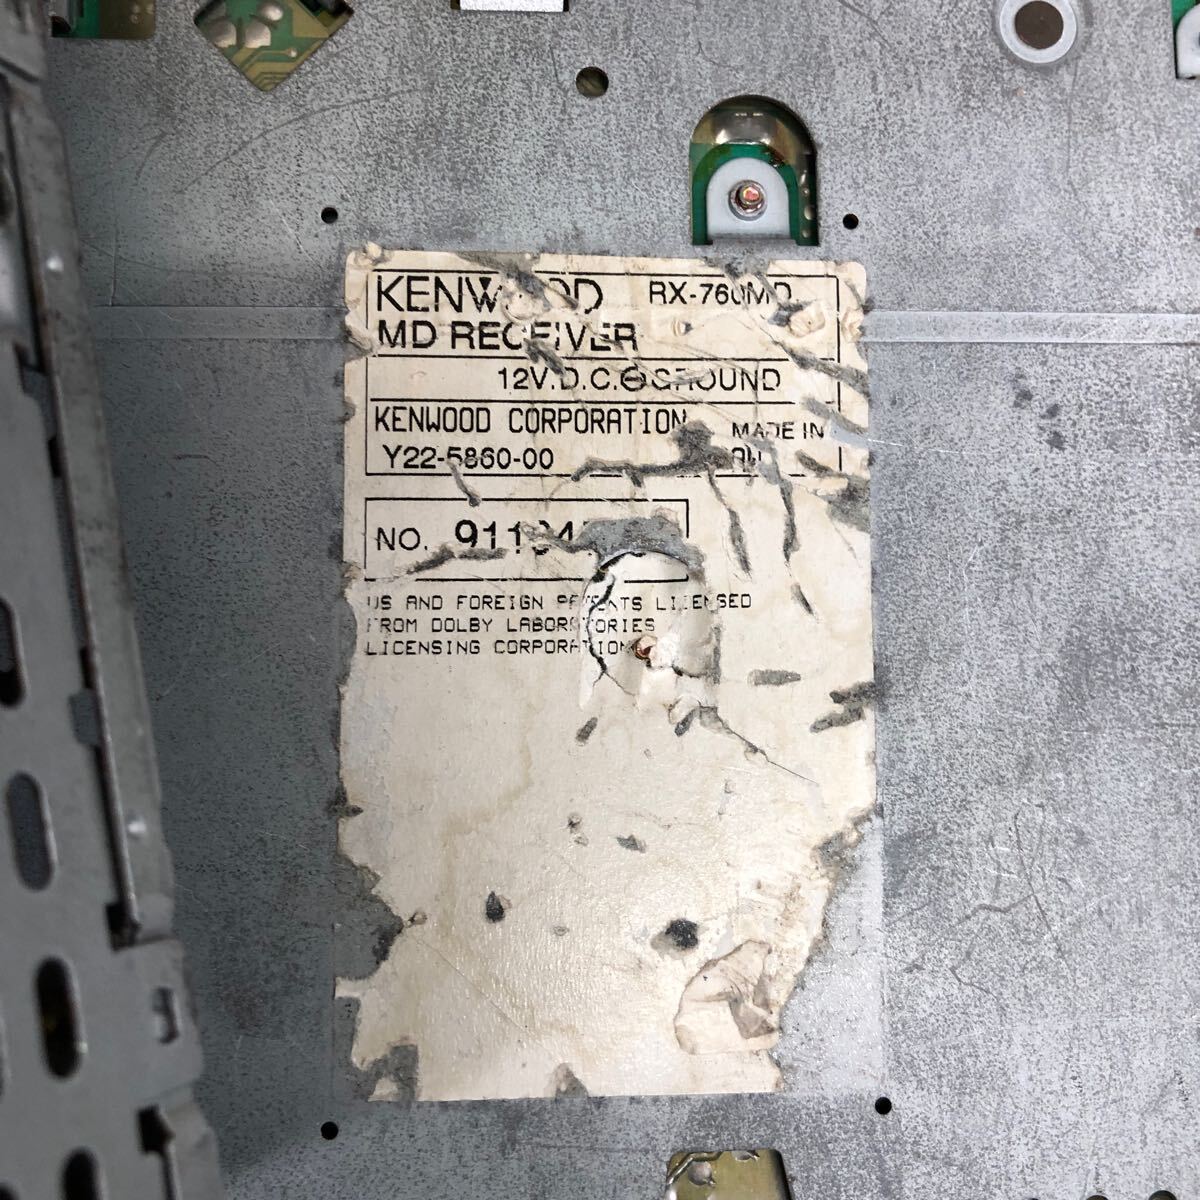 KENWOOD RX-760MD
MD RECEIVER
12V.D.C.⊖GROUND
KENWOOD CORPORATION MADE IN
Y22-5860-00
NO.
US AND FOREIGN PATENTS LICENSED
FROM DOLBY LABORATORIES
LICENSING CORPORATION